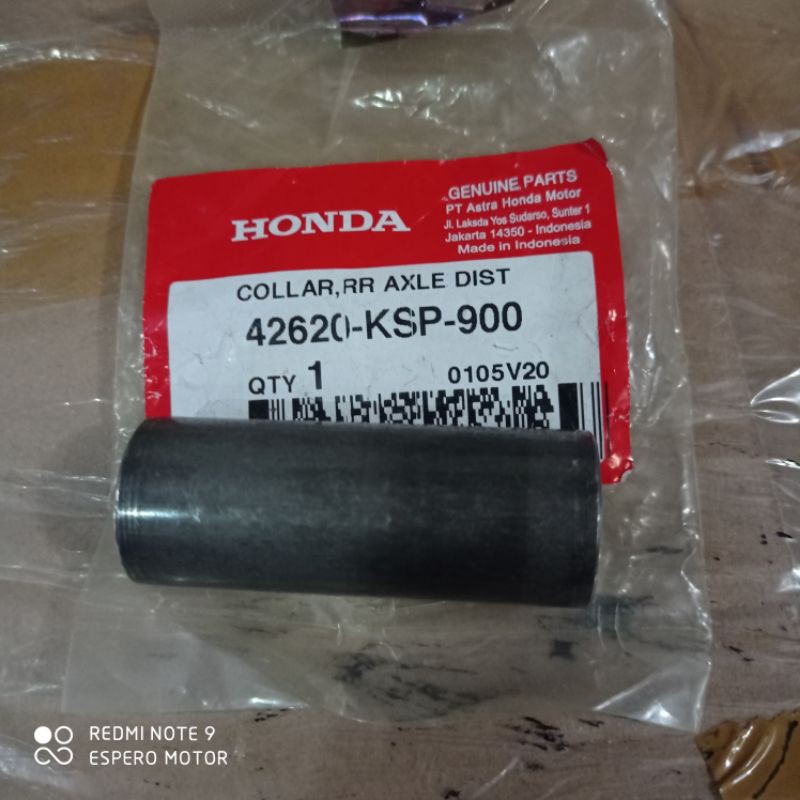 HONDA
GENUINE PARTS
PT Astra Honda Motor
Jl. Laksda Yos Sudarso, Sunter 1
Jakarta 14350 - Indonesia
Made in Indonesia
COLLAR,RR AXLE DIST
42620-KSP-900
QTY 1 0105V20
REDMI NOTE 9
ESPERO MOTOR